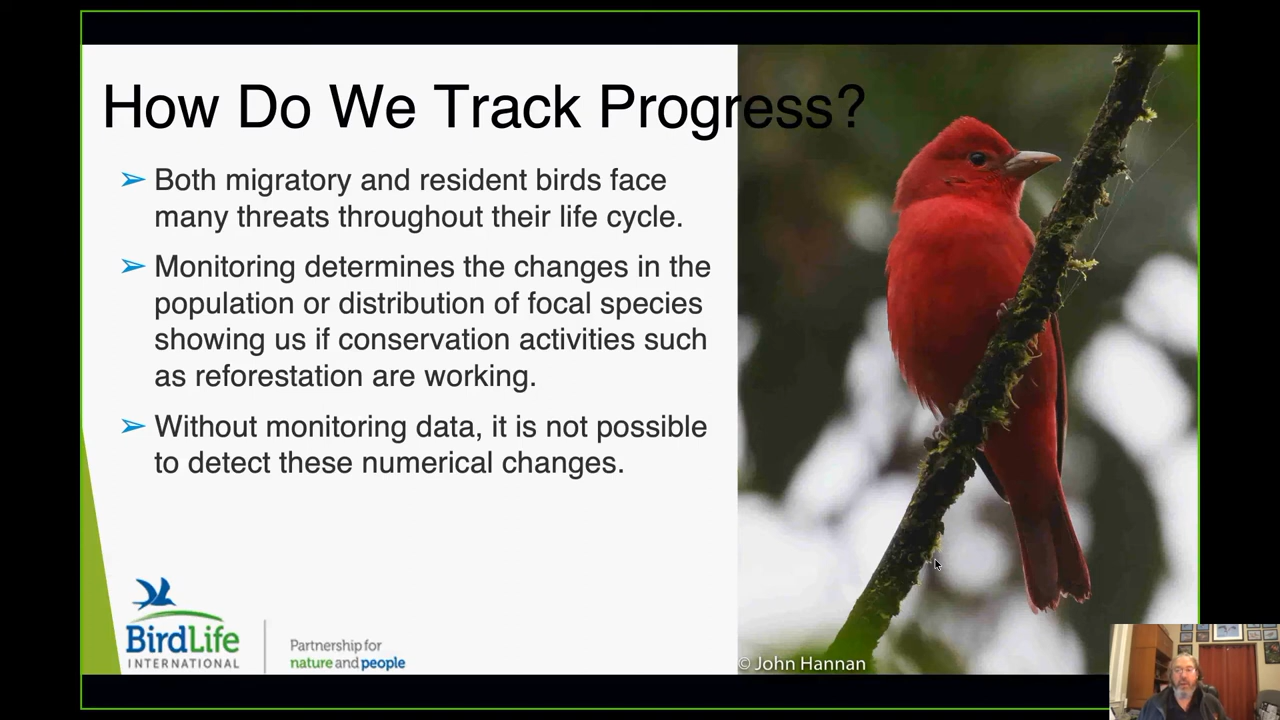 How Do We Track Progress?
➢ Both migratory and resident birds face
many threats throughout their life cycle.
➢ Monitoring determines the changes in the
population or distribution of focal species
showing us if conservation activities such
as reforestation are working.
➢ Without monitoring data, it is not possible
to detect these numerical changes.
BirdLife
INTERNATIONAL
Partnership for
nature and people
© John Hannan